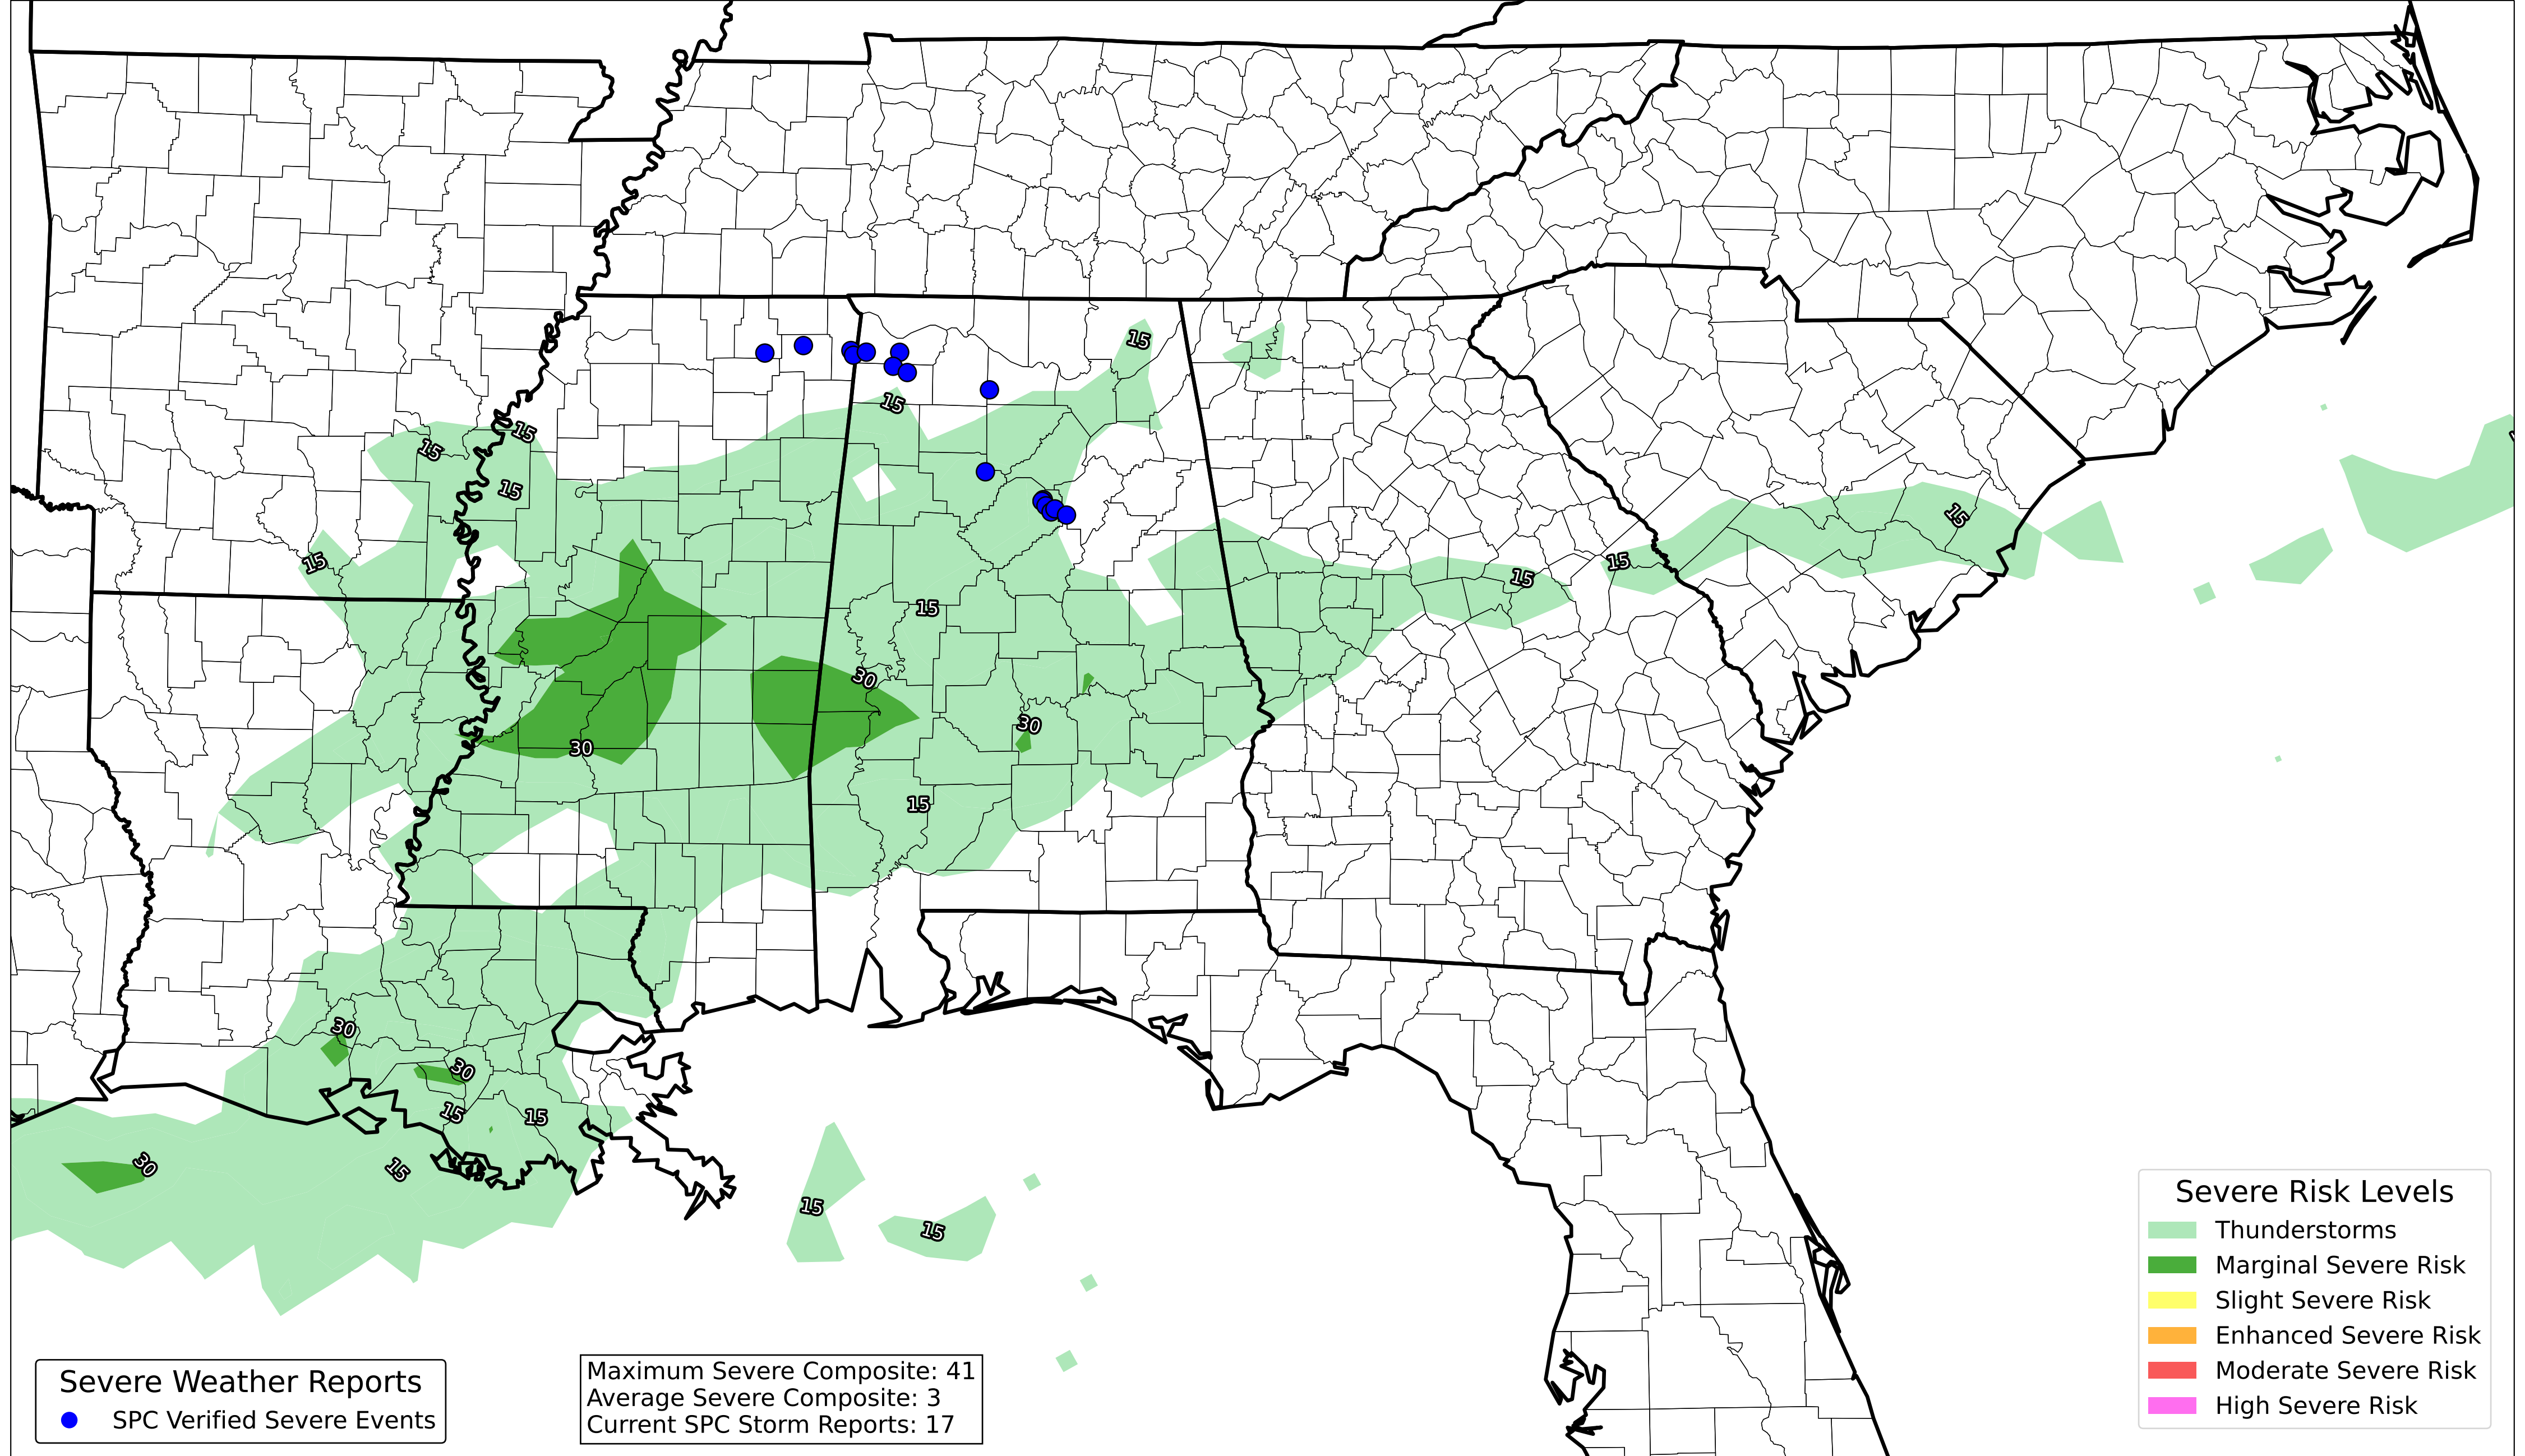 15
15
15
15
15
15
15
15
15
15
30
30
30
15
30
30
15
15
30
15
15
15
Severe Risk Levels
Thunderstorms
Marginal Severe Risk
Slight Severe Risk
Enhanced Severe Risk
Moderate Severe Risk
High Severe Risk
Severe Weather Reports
SPC Verified Severe Events
Maximum Severe Composite: 41
Average Severe Composite: 3
Current SPC Storm Reports: 17